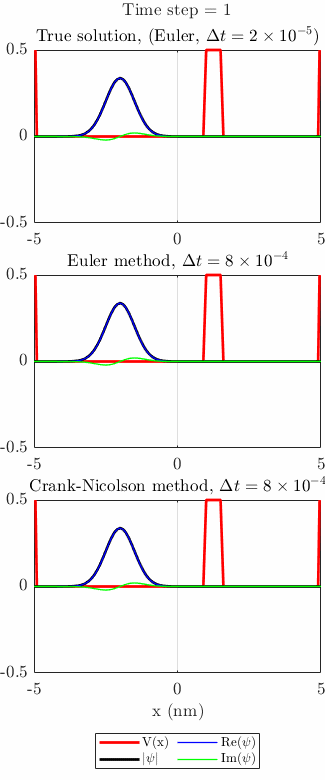 Time step = 1
True solution, (Euler, Δt = 2 × 10⁻⁵)
0.5
0
-0.5
-5 0 5
Euler method, Δt = 8 × 10⁻⁴
0.5
0
-0.5
-5 0 5
Crank-Nicolson method, Δt = 8 × 10⁻⁴
0.5
0
-0.5
-5 0 5
x (nm)
V(x) Re(ψ)
|ψ| Im(ψ)